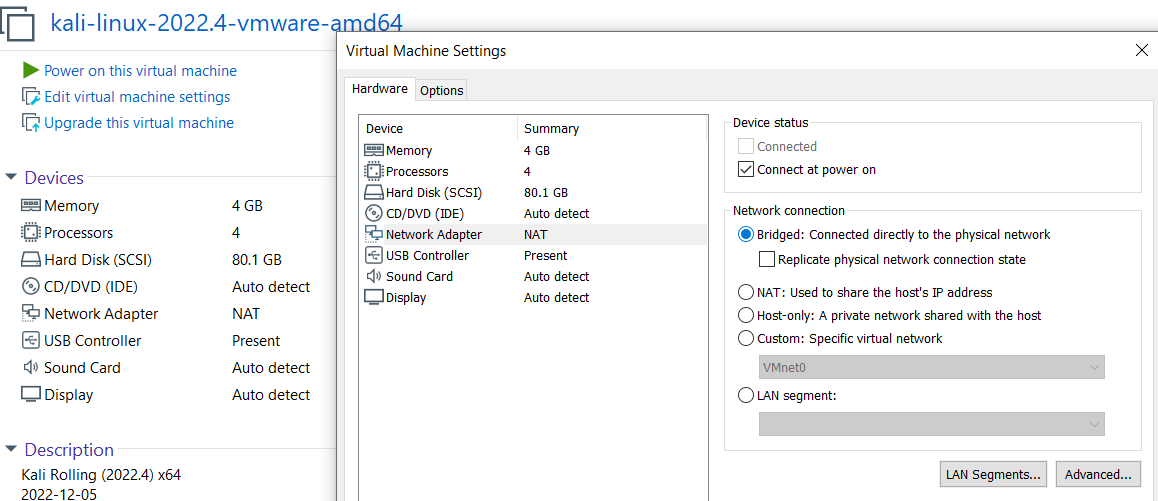 kali-linux-2022.4-vmware-amd64
Power on this virtual machine
Edit virtual machine settings
Upgrade this virtual machine
Devices
Memory 4 GB
Processors 4
Hard Disk (SCSI) 80.1 GB
CD/DVD (IDE) Auto detect
Network Adapter NAT
USB Controller Present
Sound Card Auto detect
Display Auto detect
Description
Kali Rolling (2022.4) x64
2022-12-05
Virtual Machine Settings
Hardware Options
Device Summary
Memory 4 GB
Processors 4
Hard Disk (SCSI) 80.1 GB
CD/DVD (IDE) Auto detect
Network Adapter NAT
USB Controller Present
Sound Card Auto detect
Display Auto detect
Device status
Connected
Connect at power on
Network connection
Bridged: Connected directly to the physical network
Replicate physical network connection state
NAT: Used to share the host's IP address
Host-only: A private network shared with the host
Custom: Specific virtual network
VMnet0
LAN segment:
LAN Segments... Advanced...